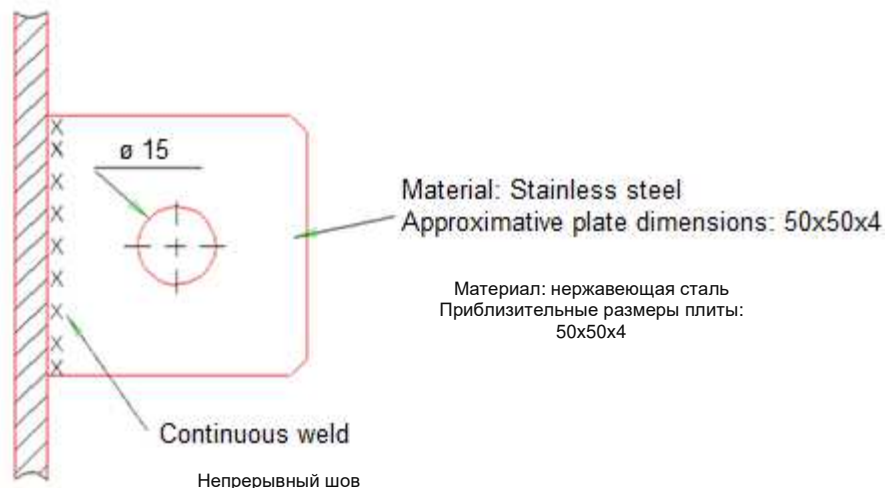 ø 15
Material: Stainless steel
Approximative plate dimensions: 50x50x4
Материал: нержавеющая сталь
Приблизительные размеры плиты:
50x50x4
Continuous weld
Непрерывный шов